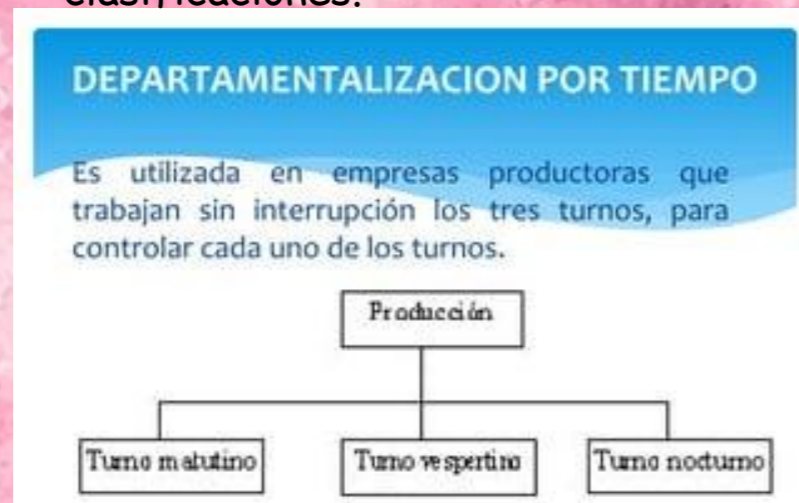 clasificaciones.
DEPARTAMENTALIZACION POR TIEMPO
Es utilizada en empresas productoras que
trabajan sin interrupción los tres turnos, para
controlar cada uno de los turnos.
Producción
Turno matutino
Turno vespertino
Turno nocturno